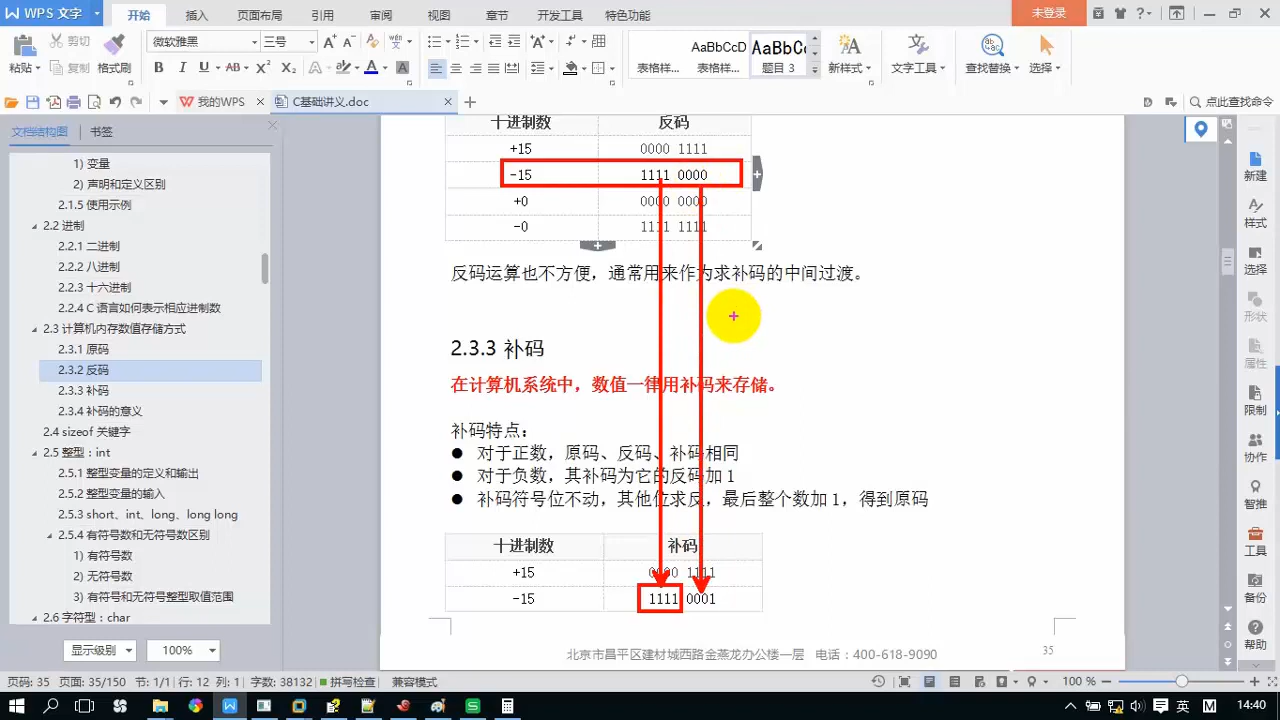 WPS 文字
开始
插入
页面布局
引用
审阅
视图
章节
开发工具
特色功能
未登录
粘贴
剪切
复制
格式刷
微软雅黑
三号
B I U AB X² X₂ A
AaBbCcD
AaBbCc
表格样...
表格样...
题目 3
新样式
文字工具
查找替换
选择
我的WPS
C基础讲义.doc
点此查找命令
文档结构图
书签
1) 变量
2) 声明和定义区别
2.1.5 使用示例
2.2 进制
2.2.1 二进制
2.2.2 八进制
2.2.3 十六进制
2.2.4 C 语言如何表示相应进制数
2.3 计算机内存数值存储方式
2.3.1 原码
2.3.2 反码
2.3.3 补码
2.3.4 补码的意义
2.4 sizeof 关键字
2.5 整型：int
2.5.1 整型变量的定义和输出
2.5.2 整型变量的输入
2.5.3 short、int、long、long long
2.5.4 有符号数和无符号数区别
1) 有符号数
2) 无符号数
3) 有符号和无符号整型取值范围
2.6 字符型：char
显示级别
100%
十进制数 反码
+15 0000 1111
-15 1111 0000
+0 0000 0000
-0 1111 1111
反码运算也不方便，通常用来作为求补码的中间过渡。
2.3.3 补码
在计算机系统中，数值一律用补码来存储。
补码特点：
● 对于正数，原码、反码、补码相同
● 对于负数，其补码为它的反码加 1
● 补码符号位不动，其他位求反，最后整个数加 1，得到原码
十进制数 补码
+15 0000 1111
-15 1111 0001
北京市昌平区建材城西路金燕龙办公楼一层 电话：400-618-9090
35
新建
样式
选择
形状
属性
限制
协作
智推
工具
备份
帮助
页码: 35 页面: 35/150 节: 1/1 行: 12 列: 1 字数: 38132 拼写检查 兼容模式
100 %
英
M
14:40